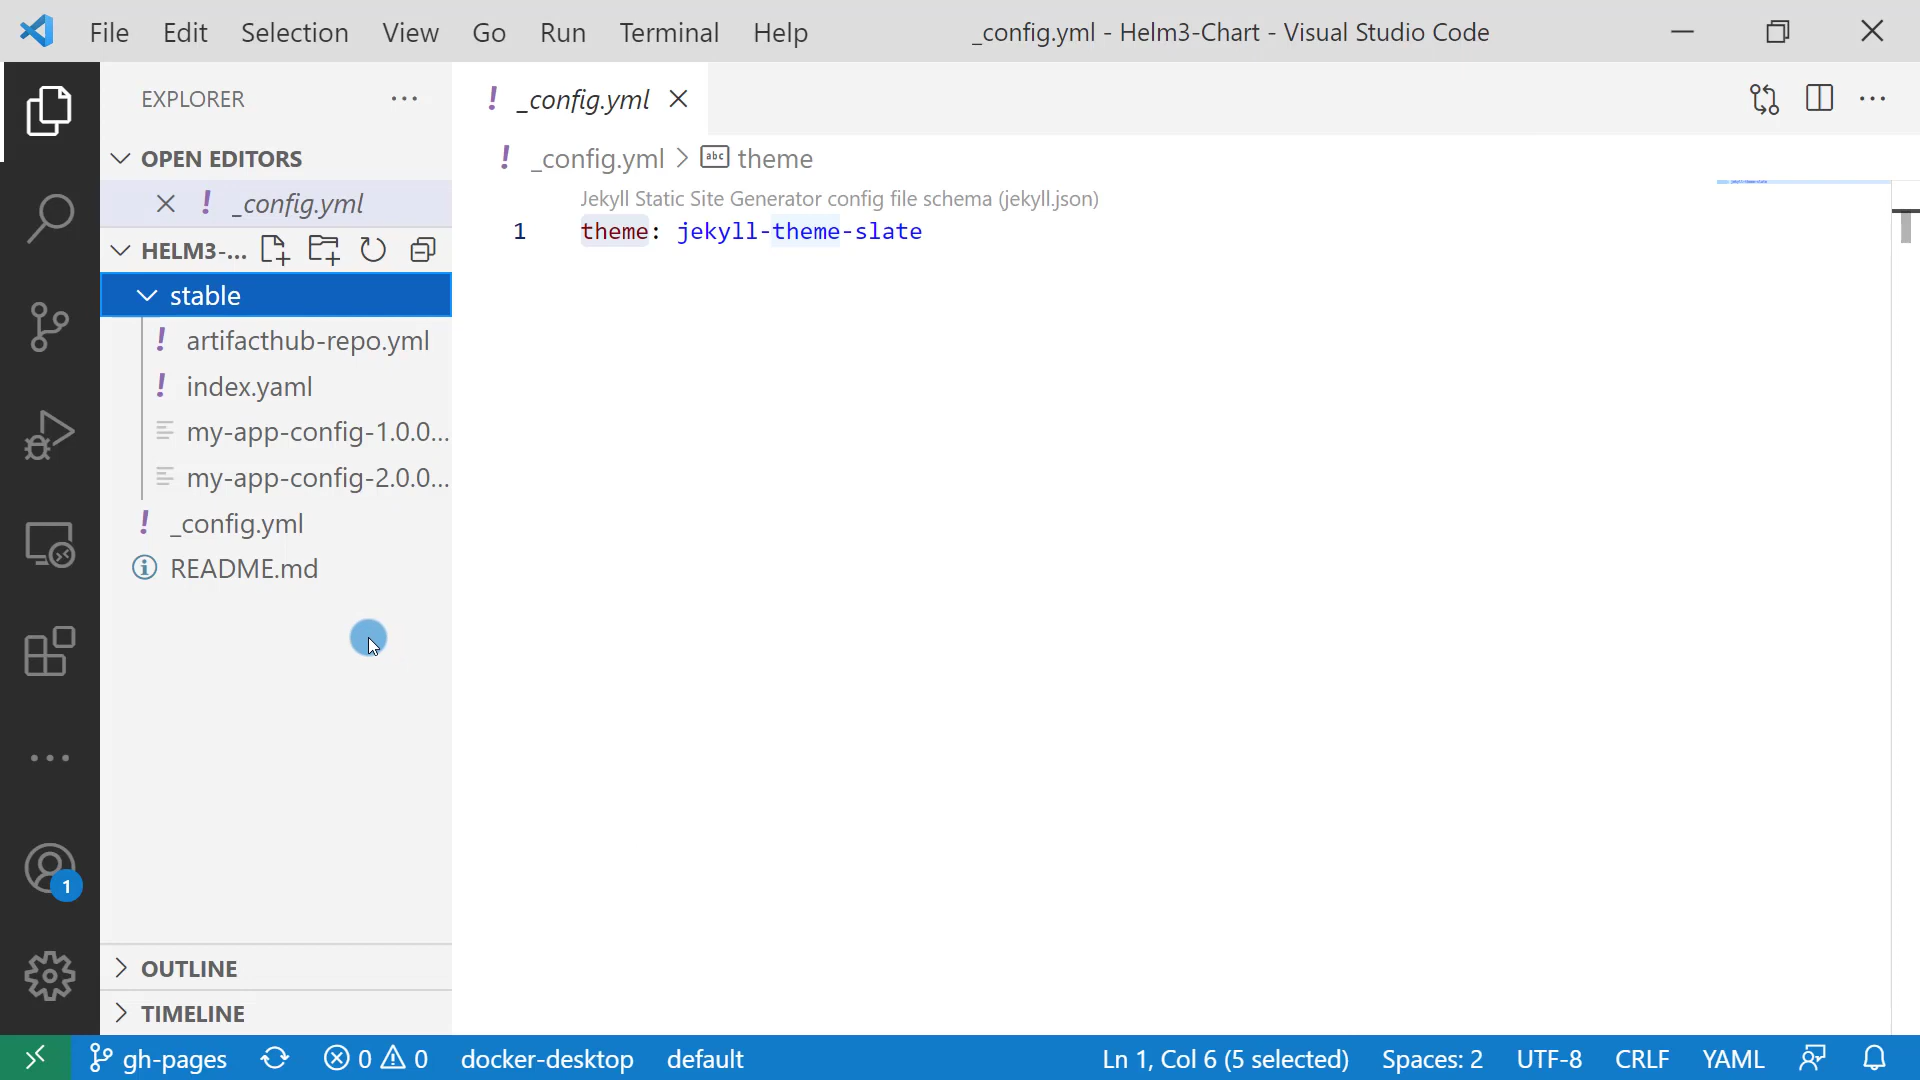 File Edit Selection View Go Run Terminal Help
_config.yml - Helm3-Chart - Visual Studio Code
EXPLORER
OPEN EDITORS
_config.yml
HELM3-...
stable
artifacthub-repo.yml
index.yaml
my-app-config-1.0.0...
my-app-config-2.0.0...
_config.yml
README.md
OUTLINE
TIMELINE
1
_config.yml
_config.yml > abc theme
Jekyll Static Site Generator config file schema (jekyll.json)
1 theme: jekyll-theme-slate
gh-pages 0 0 docker-desktop default Ln 1, Col 6 (5 selected) Spaces: 2 UTF-8 CRLF YAML